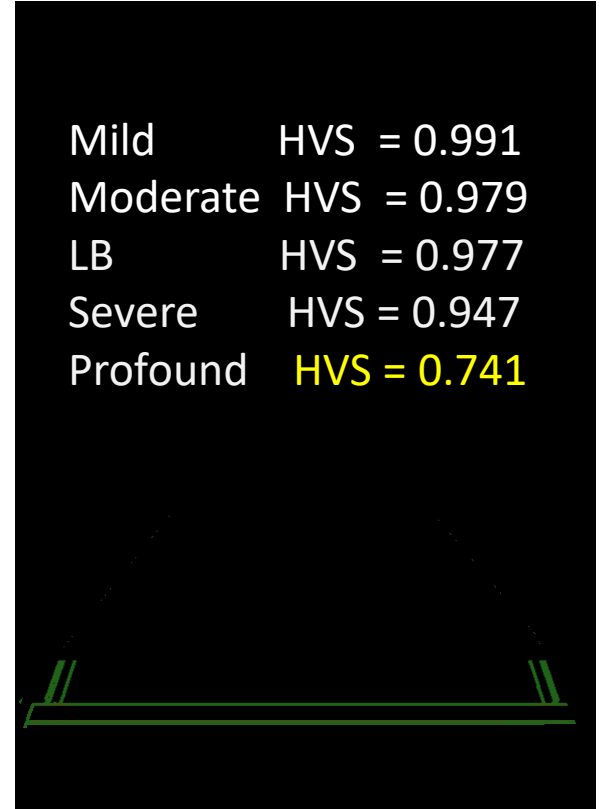 Mild HVS = 0.991
Moderate HVS = 0.979
LB HVS = 0.977
Severe HVS = 0.947
Profound HVS = 0.741